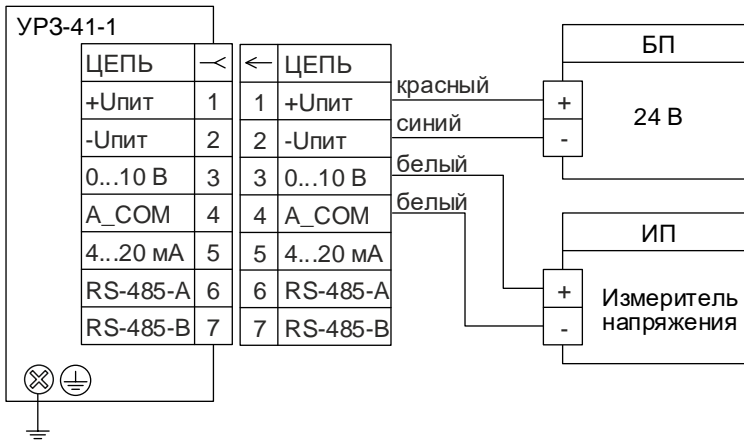 УРЗ-41-1
ЦЕПЬ ЦЕПЬ
+Uпит 1 1 +Uпит красный
-Uпит 2 2 -Uпит синий
0...10 В 3 3 0...10 В белый
A_COM 4 4 A_COM белый
4...20 мА 5 5 4...20 мА
RS-485-A 6 6 RS-485-A
RS-485-B 7 7 RS-485-B
БП
+
24 В
-
ИП
+
Измеритель
напряжения
-